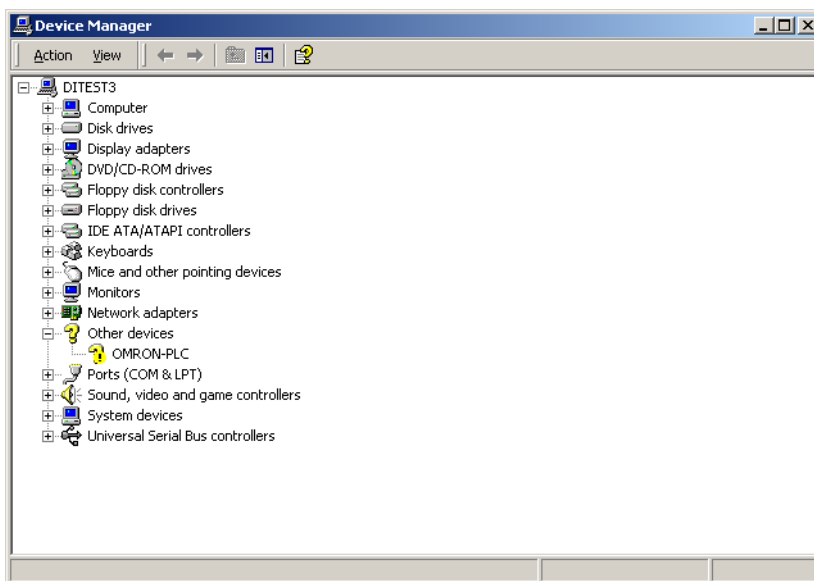 Device Manager
Action View
DITEST3
Computer
Disk drives
Display adapters
DVD/CD-ROM drives
Floppy disk controllers
Floppy disk drives
IDE ATA/ATAPI controllers
Keyboards
Mice and other pointing devices
Monitors
Network adapters
Other devices
OMRON-PLC
Ports (COM & LPT)
Sound, video and game controllers
System devices
Universal Serial Bus controllers